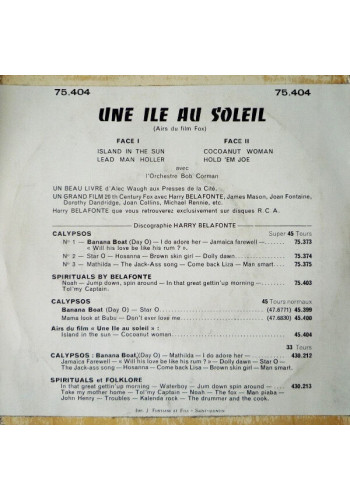 75.404 75.404
UNE ILE AU SOLEIL
(Airs du film Fox)
FACE I FACE II
ISLAND IN THE SUN COCOANUT WOMAN
LEAD MAN HOLLER HOLD 'EM JOE
avec
l'Orchestre Bob Corman
UN BEAU LIVRE d'Alec Waugh aux Presses de la Cité.
UN GRAND FILM 20 th Century Fox avec Harry BELAFONTE, James Mason, Joan Fontaine,
Dorothy Dandridge, Joan Collins, Michael Rennie, etc.
Harry BELAFONTE que vous retrouverez exclusivement sur disques R.C.A.
Discographie HARRY BELAFONTE
CALYPSOS Super 45 Tours
N° 1 — Banana Boat (Day O) — I do adore her — Jamaica farewell —
« Will his love be like his rum ? ». 75.373
N° 2 — Star O — Hosanna — Brown skin girl — Dolly dawn. 75.374
N° 3 — Mathilda — The Jack-Ass song — Come back Liza — Man smart. 75.375
SPIRITUALS BY BELAFONTE
Noah — Jump down, spin around — In that great gettin'up morning — 75.403
Tol'my Captain.
CALYPSOS 45 Tours normaux
Banana Boat (Day O) — Star O (47.6771) 45.399
Mama look at Bubu — Don't ever love me (47.6830) 45.400
Airs du film « Une Ile au soleil » :
Island in the sun — Cocoanut woman. 45.404
33 Tours
CALYPSOS : Banana Boat (Day O) — Mathilda — I do adore her — 430.212
Jamaica Farewell — « Will his love be like his rum » — Dolly dawn — Star O —
The Jack-ass song — Hosanna — Come back Lisa — Brown skin girl — Man smart.
SPIRITUALS et FOLKLORE
In that great gettin'up morning — Waterboy — Jum down spin around — 430.213
Take my mother home — Tol'my Captain — Noah — The fox — Man piaba —
John Henry — Troubles — Kalenda rock — The drummer and the cook.